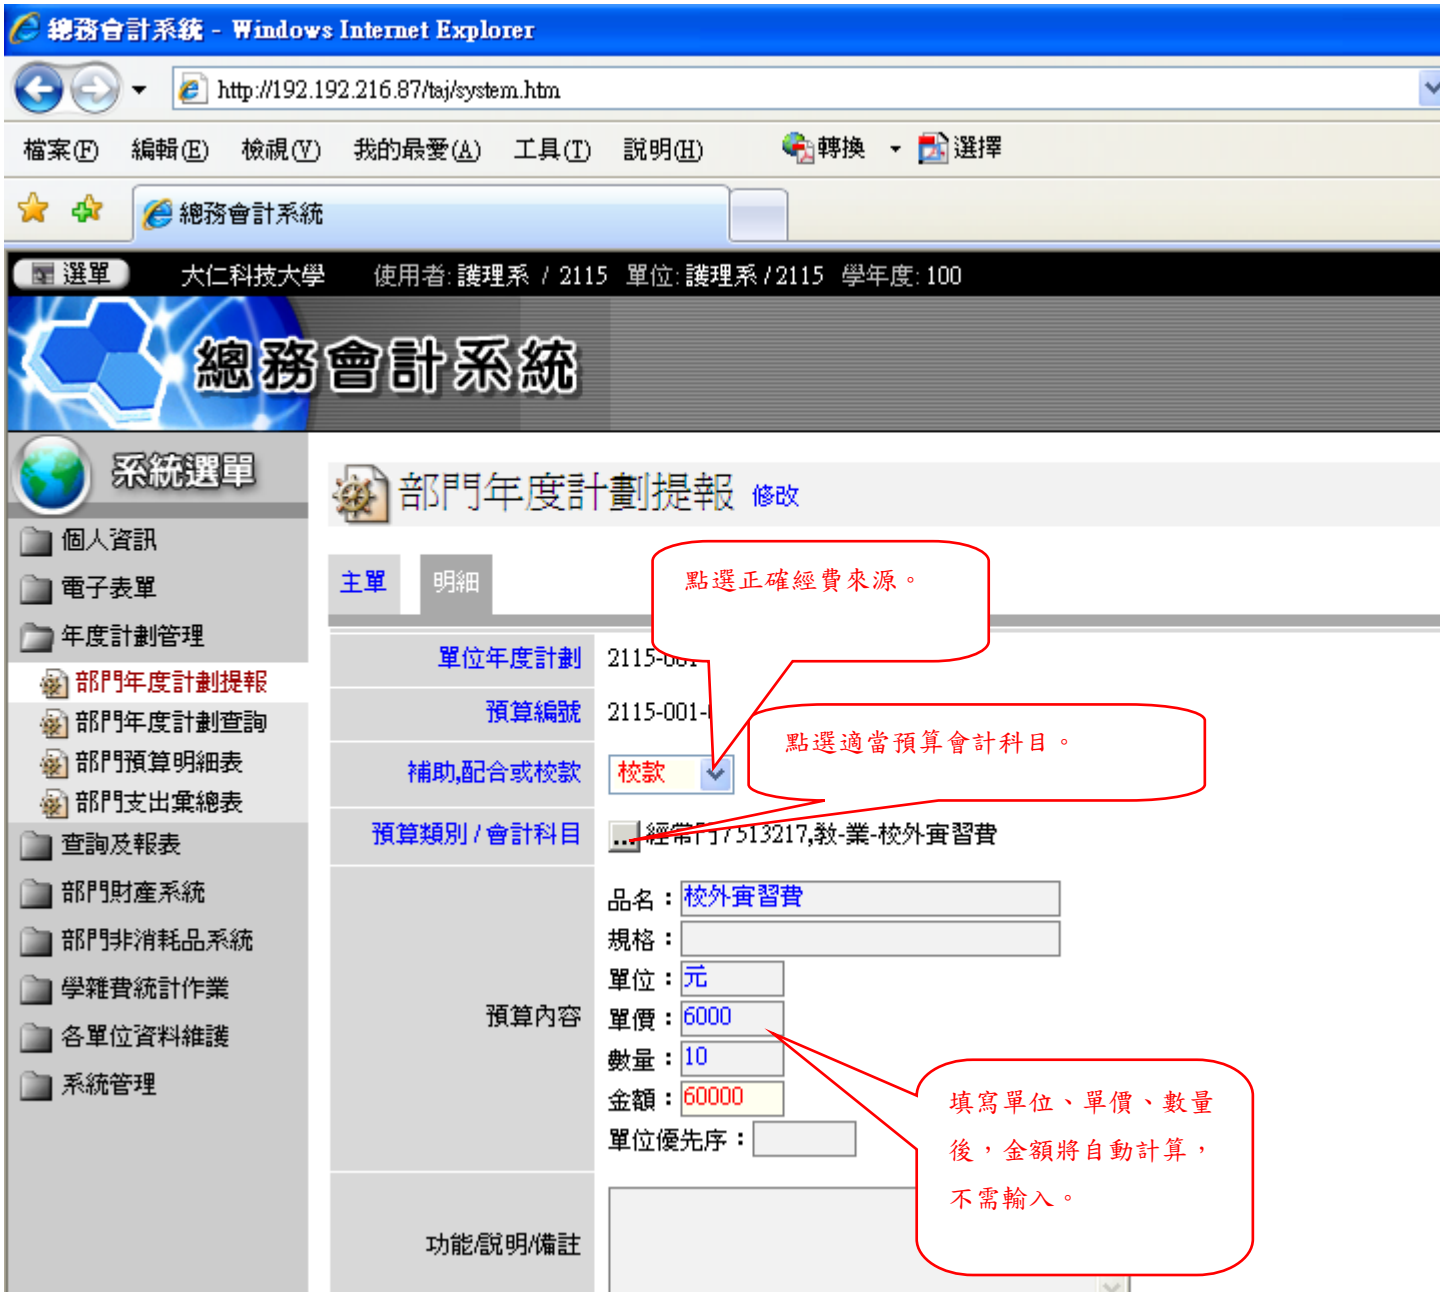 總務會計系統 - Windows Internet Explorer
http://192.192.216.87/taj/system.htm
檔案(F) 編輯(E) 檢視(V) 我的最愛(A) 工具(T) 說明(H) 轉換 選擇
總務會計系統
選單 大仁科技大學 使用者: 護理系 / 2115 單位: 護理系 / 2115 學年度: 100
總務會計系統
系統選單
個人資訊
電子表單
年度計劃管理
部門年度計劃提報
部門年度計劃查詢
部門預算明細表
部門支出彙總表
查詢及報表
部門財產系統
部門非消耗品系統
學雜費統計作業
各單位資料維護
系統管理
部門年度計劃提報 修改
主單 明細
點選正確經費來源。
單位年度計劃 2115-001
預算編號 2115-001-
點選適當預算會計科目。
補助,配合或校款 校款
預算類別 / 會計科目 ... 經常門 / 513217,教-業-校外實習費
預算內容
品名：校外實習費
規格：
單位：元
單價：6000
數量：10
金額：60000
單位優先序：
填寫單位、單價、數量
後，金額將自動計算，
不需輸入。
功能/說明/備註